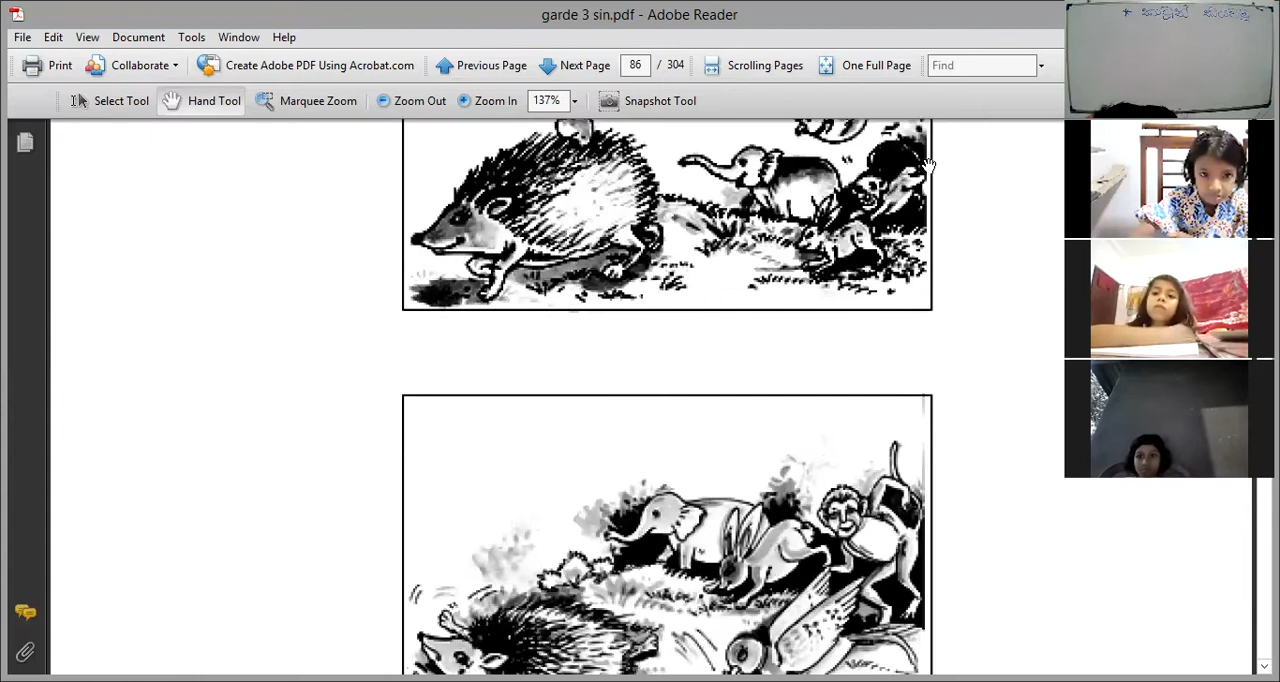 garde 3 sin.pdf - Adobe Reader
File Edit View Document Tools Window Help
Print Collaborate Create Adobe PDF Using Acrobat.com Previous Page 86 / 304 Next Page Scrolling Pages One Full Page Find
Select Tool Hand Tool Marquee Zoom Zoom Out Zoom In 137% Snapshot Tool